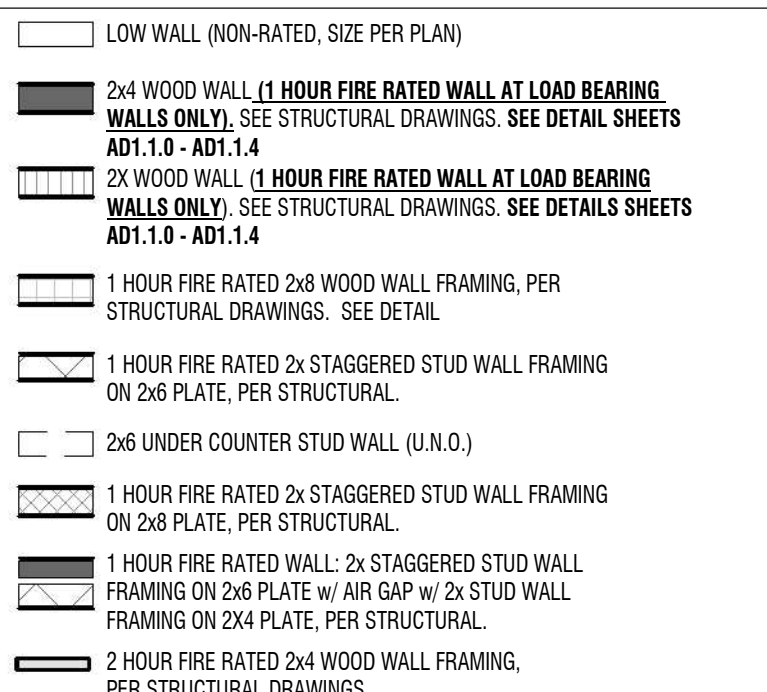 LOW WALL (NON-RATED, SIZE PER PLAN)
2x4 WOOD WALL (1 HOUR FIRE RATED WALL AT LOAD BEARING
WALLS ONLY). SEE STRUCTURAL DRAWINGS. SEE DETAIL SHEETS
AD1.1.0 - AD1.1.4
2X WOOD WALL (1 HOUR FIRE RATED WALL AT LOAD BEARING
WALLS ONLY). SEE STRUCTURAL DRAWINGS. SEE DETAILS SHEETS
AD1.1.0 - AD1.1.4
1 HOUR FIRE RATED 2x8 WOOD WALL FRAMING, PER
STRUCTURAL DRAWINGS. SEE DETAIL
1 HOUR FIRE RATED 2x STAGGERED STUD WALL FRAMING
ON 2x6 PLATE, PER STRUCTURAL.
2x6 UNDER COUNTER STUD WALL (U.N.O.)
1 HOUR FIRE RATED 2x STAGGERED STUD WALL FRAMING
ON 2x8 PLATE, PER STRUCTURAL.
1 HOUR FIRE RATED WALL: 2x STAGGERED STUD WALL
FRAMING ON 2x6 PLATE w/ AIR GAP w/ 2x STUD WALL
FRAMING ON 2X4 PLATE, PER STRUCTURAL.
2 HOUR FIRE RATED 2x4 WOOD WALL FRAMING,
PER STRUCTURAL DRAWINGS